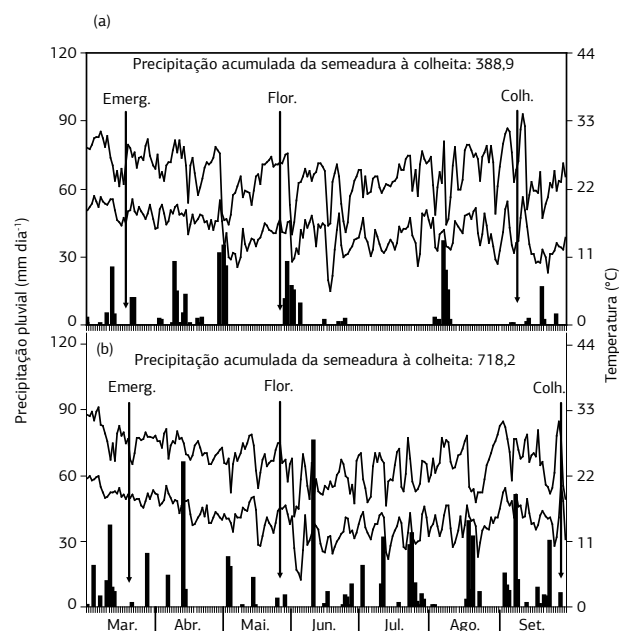 (a)
Precipitação acumulada da semeadura à colheita: 388,9
Emerg.
Flor.
Colh.
120
90
60
30
0
44
33
22
11
0
(b)
Precipitação acumulada da semeadura à colheita: 718,2
Emerg.
Flor.
Colh.
120
90
60
30
0
44
33
22
11
0
Mar.
Abr.
Mai.
Jun.
Jul.
Ago.
Set.
Precipitação pluvial (mm dia⁻¹)
Temperatura (°C)